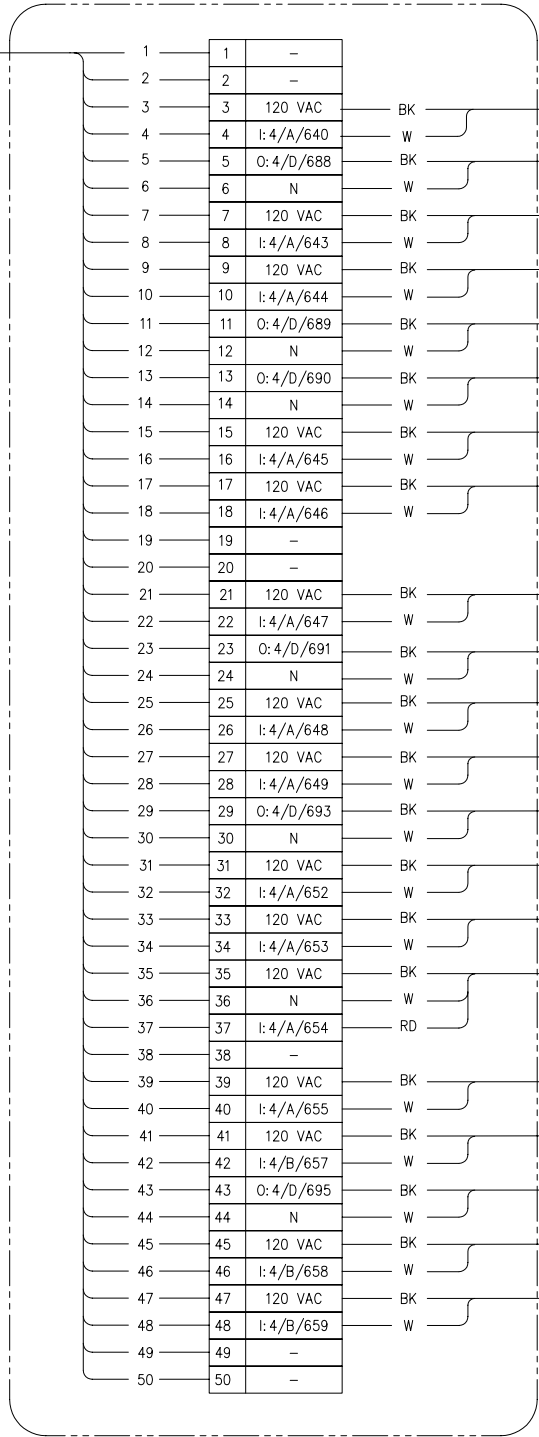 1 1 –
2 2 –
3 3 120 VAC BK
4 4 I:4/A/640 W
5 5 O:4/D/688 BK
6 6 N W
7 7 120 VAC BK
8 8 I:4/A/643 W
9 9 120 VAC BK
10 10 I:4/A/644 W
11 11 O:4/D/689 BK
12 12 N W
13 13 O:4/D/690 BK
14 14 N W
15 15 120 VAC BK
16 16 I:4/A/645 W
17 17 120 VAC BK
18 18 I:4/A/646 W
19 19 –
20 20 –
21 21 120 VAC BK
22 22 I:4/A/647 W
23 23 O:4/D/691 BK
24 24 N W
25 25 120 VAC BK
26 26 I:4/A/648 W
27 27 120 VAC BK
28 28 I:4/A/649 W
29 29 O:4/D/693 BK
30 30 N W
31 31 120 VAC BK
32 32 I:4/A/652 W
33 33 120 VAC BK
34 34 I:4/A/653 W
35 35 120 VAC BK
36 36 N W
37 37 I:4/A/654 RD
38 38 –
39 39 120 VAC BK
40 40 I:4/A/655 W
41 41 120 VAC BK
42 42 I:4/B/657 W
43 43 O:4/D/695 BK
44 44 N W
45 45 120 VAC BK
46 46 I:4/B/658 W
47 47 120 VAC BK
48 48 I:4/B/659 W
49 49 –
50 50 –